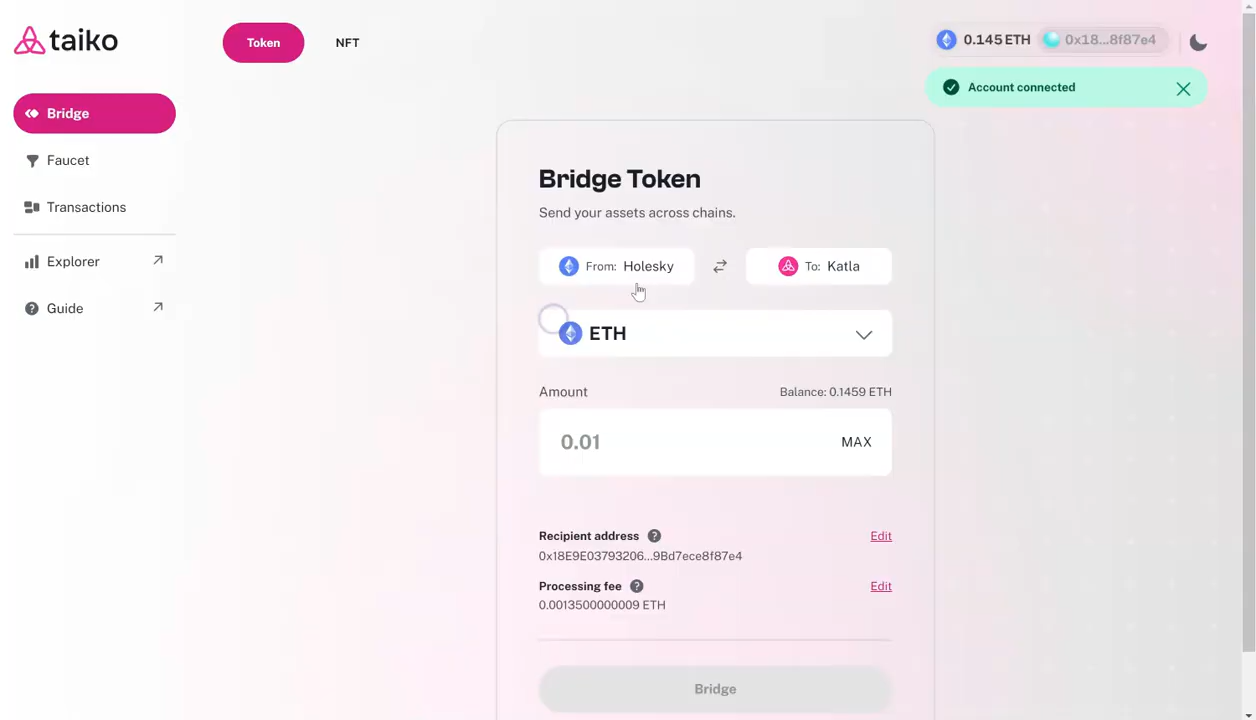 taiko
Token
NFT
0.145 ETH
0x18...8f87e4
Account connected
Bridge
Faucet
Transactions
Explorer
Guide
Bridge Token
Send your assets across chains.
From: Holesky
To: Katla
ETH
Amount
Balance: 0.1459 ETH
0.01
MAX
Recipient address
Edit
0x18E9E03793206...9Bd7ece8f87e4
Processing fee
Edit
0.0013500000009 ETH
Bridge